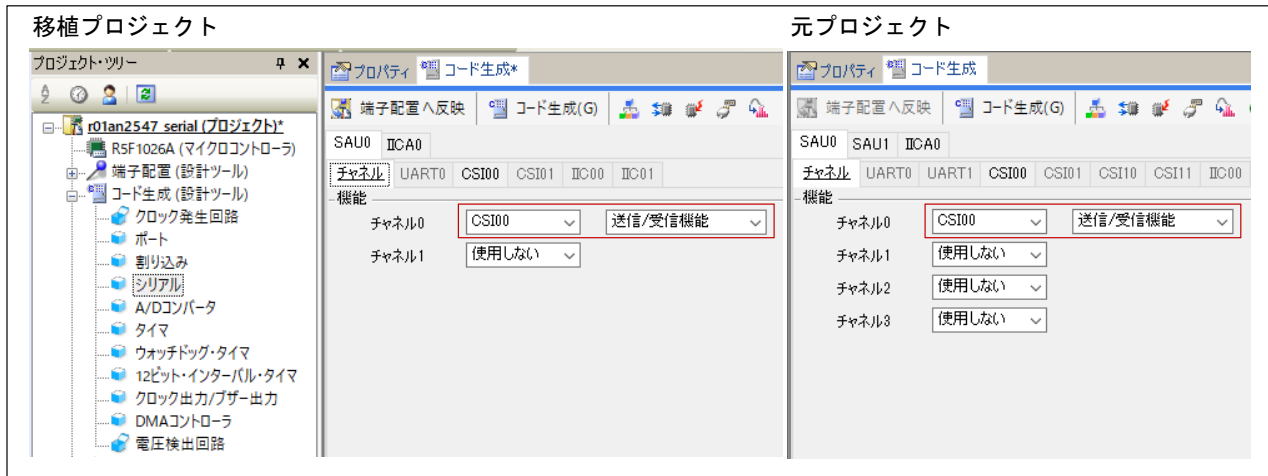 移植プロジェクト
元プロジェクト
プロジェクト・ツリー
r01an2547_serial (プロジェクト)*
R5F1026A (マイクロコントローラ)
端子配置 (設計ツール)
コード生成 (設計ツール)
クロック発生回路
ポート
割り込み
シリアル
A/Dコンバータ
タイマ
ウォッチドッグ・タイマ
12ビット・インターバル・タイマ
クロック出力/ブザー出力
DMAコントローラ
電圧検出回路
プロパティ コード生成*
端子配置へ反映 コード生成(G)
SAU0 IICA0
チャネル UART0 CSI00 CSI01 IIC00 IIC01
機能
チャネル0 CSI00 送信/受信機能
チャネル1 使用しない
プロパティ コード生成
端子配置へ反映 コード生成(G)
SAU0 SAU1 IICA0
チャネル UART0 UART1 CSI00 CSI01 CSI10 CSI11 IIC00
機能
チャネル0 CSI00 送信/受信機能
チャネル1 使用しない
チャネル2 使用しない
チャネル3 使用しない